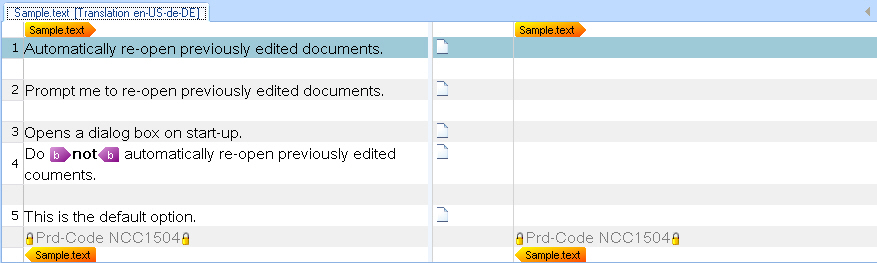 Sample.text [Translation en-US-de-DE]
Sample.text Sample.text
1 Automatically re-open previously edited documents.
2 Prompt me to re-open previously edited documents.
3 Opens a dialog box on start-up.
4 Do b not b automatically re-open previously edited
couments.
5 This is the default option.
Prd-Code NCC1504 Prd-Code NCC1504
Sample.text Sample.text